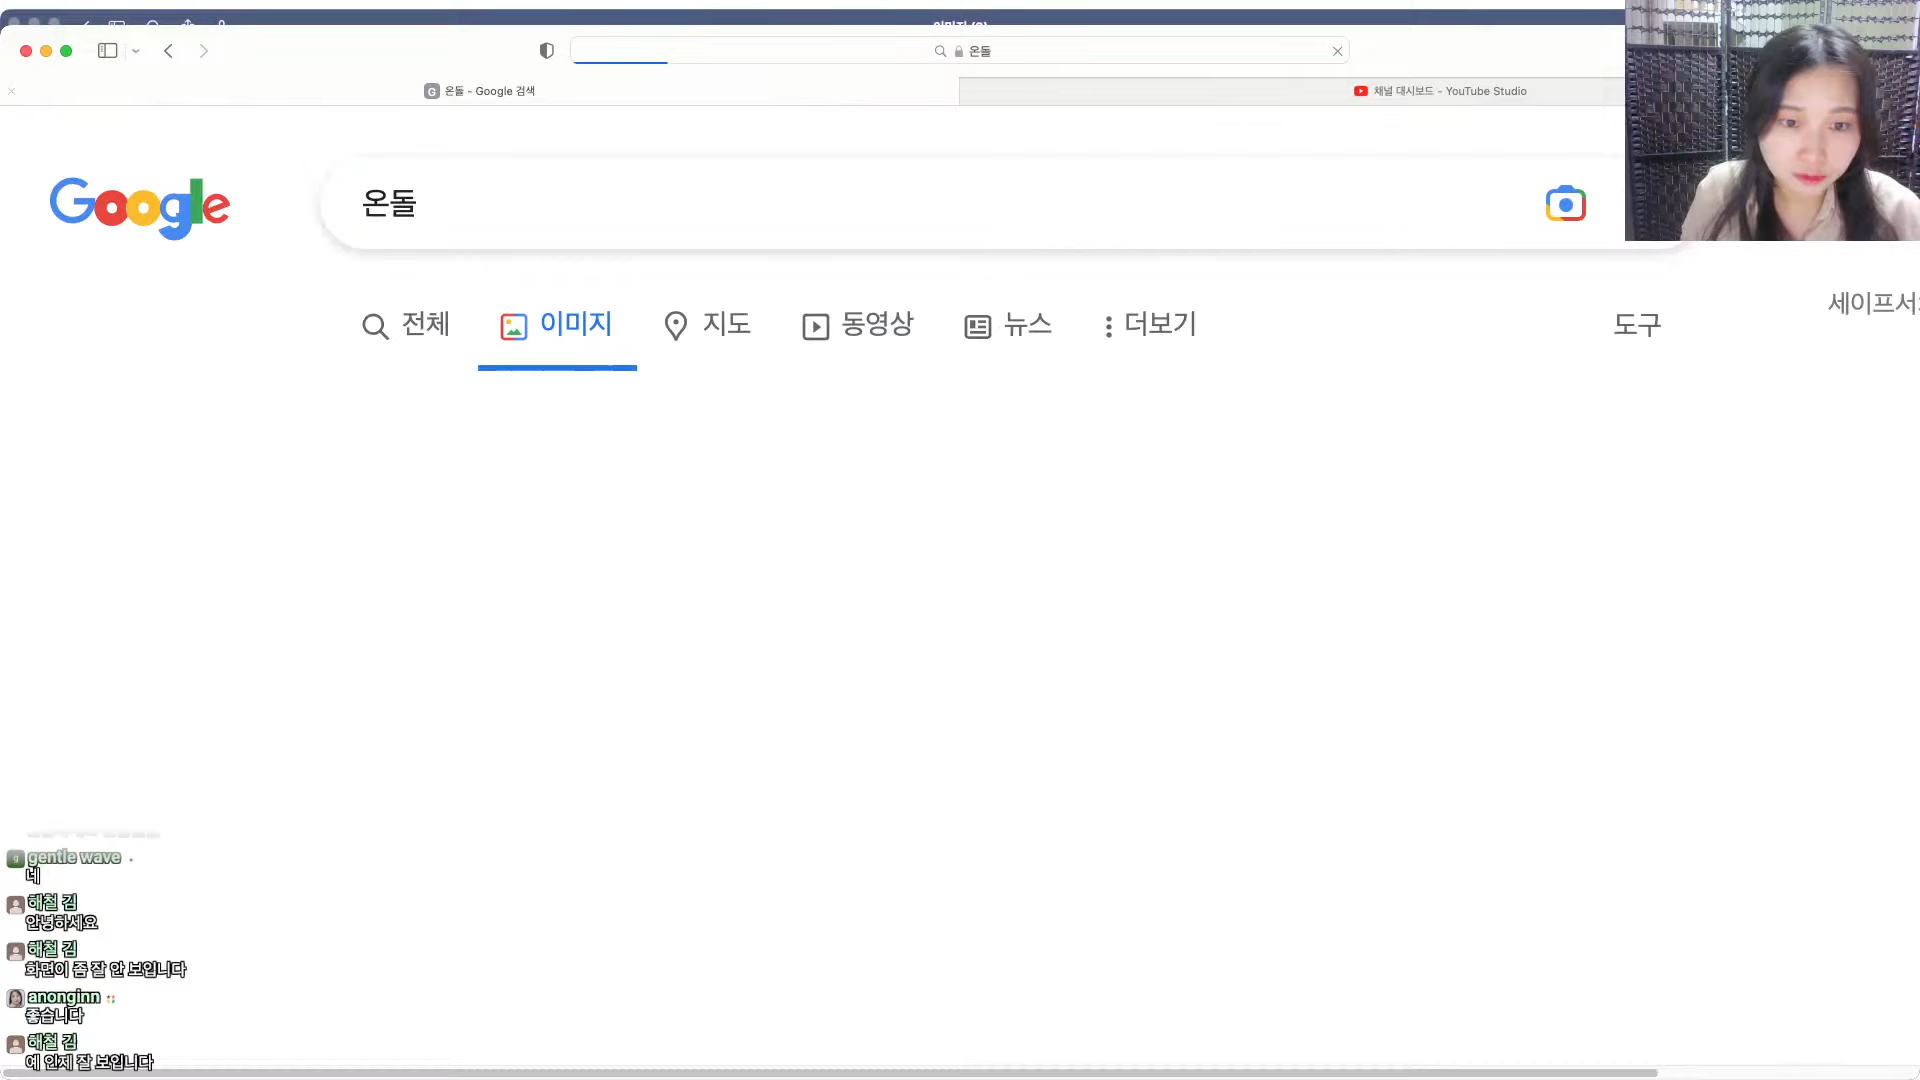 온돌
온돌 - Google 검색
채널 대시보드 - YouTube Studio
Google
온돌
전체
이미지
지도
동영상
뉴스
더보기
도구
세이프서
gentle wave
네
해철 김
안녕하세요
해철 김
화면이 좀 잘 안 보입니다
anonginn
좋습니다
해철 김
예 인제 잘 보입니다